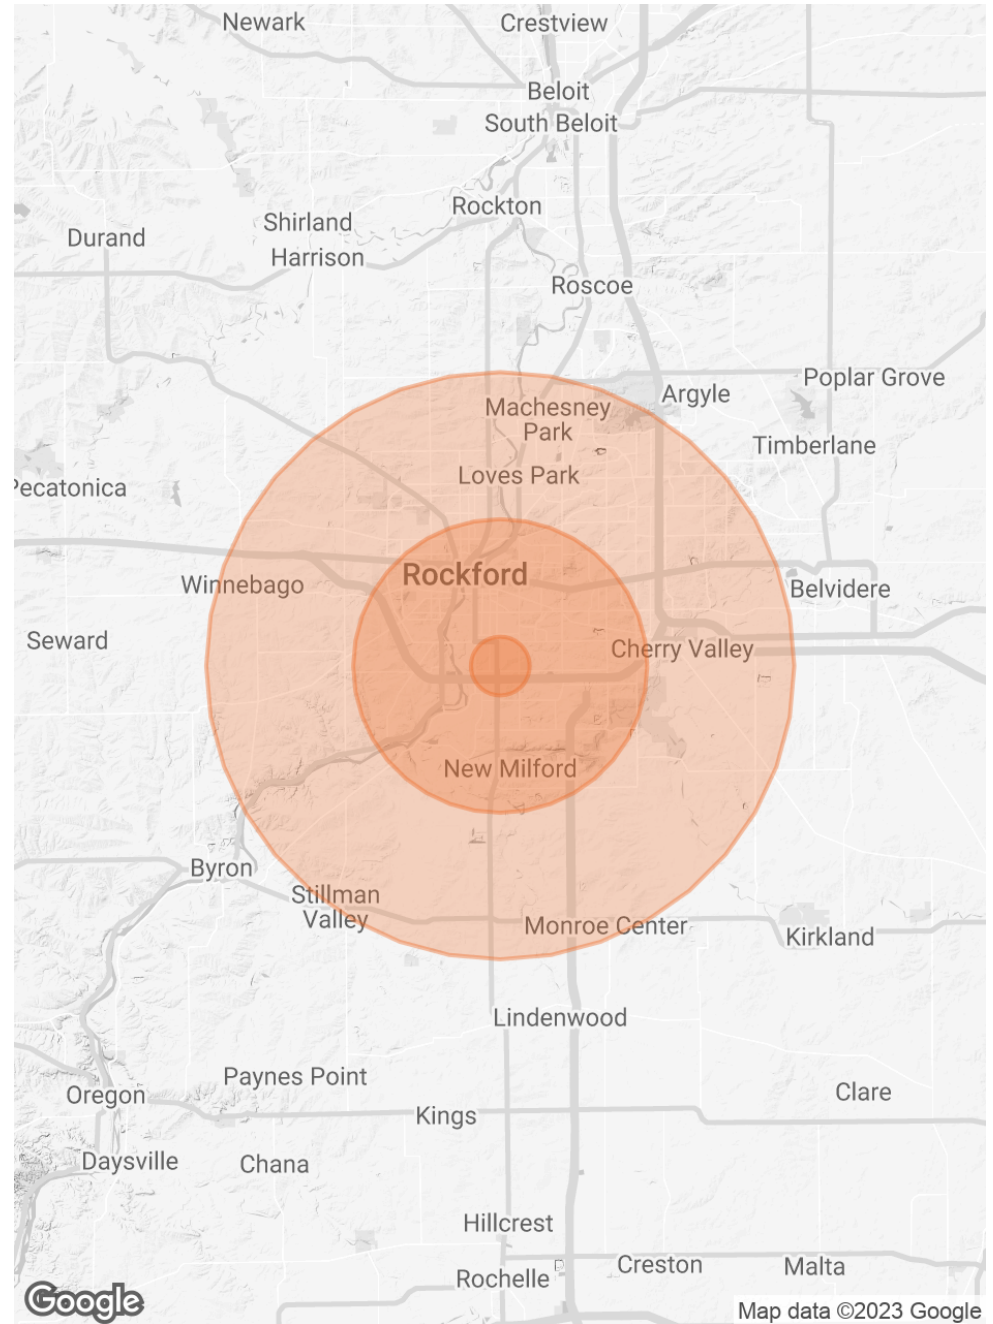 Newark
Crestview
Beloit
South Beloit
Rockton
Shirland
Durand
Harrison
Roscoe
Poplar Grove
Argyle
Machesney
Park
Timberlane
Loves Park
Pecatonica
Rockford
Winnebago
Belvidere
Seward
Cherry Valley
New Milford
Byron
Stillman
Valley
Monroe Center
Kirkland
Lindenwood
Paynes Point
Clare
Oregon
Kings
Daysville
Chana
Hillcrest
Creston
Malta
Rochelle
Google
Map data ©2023 Google